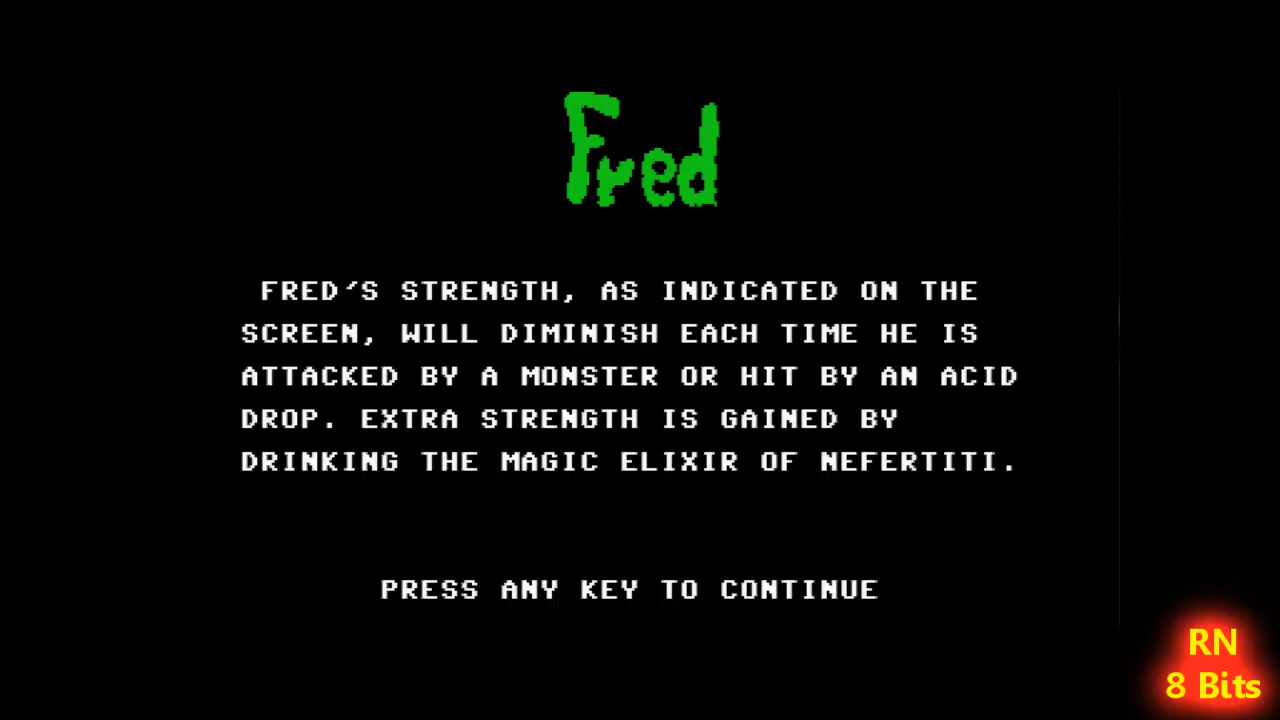 Fred
FRED'S STRENGTH, AS INDICATED ON THE
SCREEN, WILL DIMINISH EACH TIME HE IS
ATTACKED BY A MONSTER OR HIT BY AN ACID
DROP. EXTRA STRENGTH IS GAINED BY
DRINKING THE MAGIC ELIXIR OF NEFERTITI.
PRESS ANY KEY TO CONTINUE
RN
8 Bits